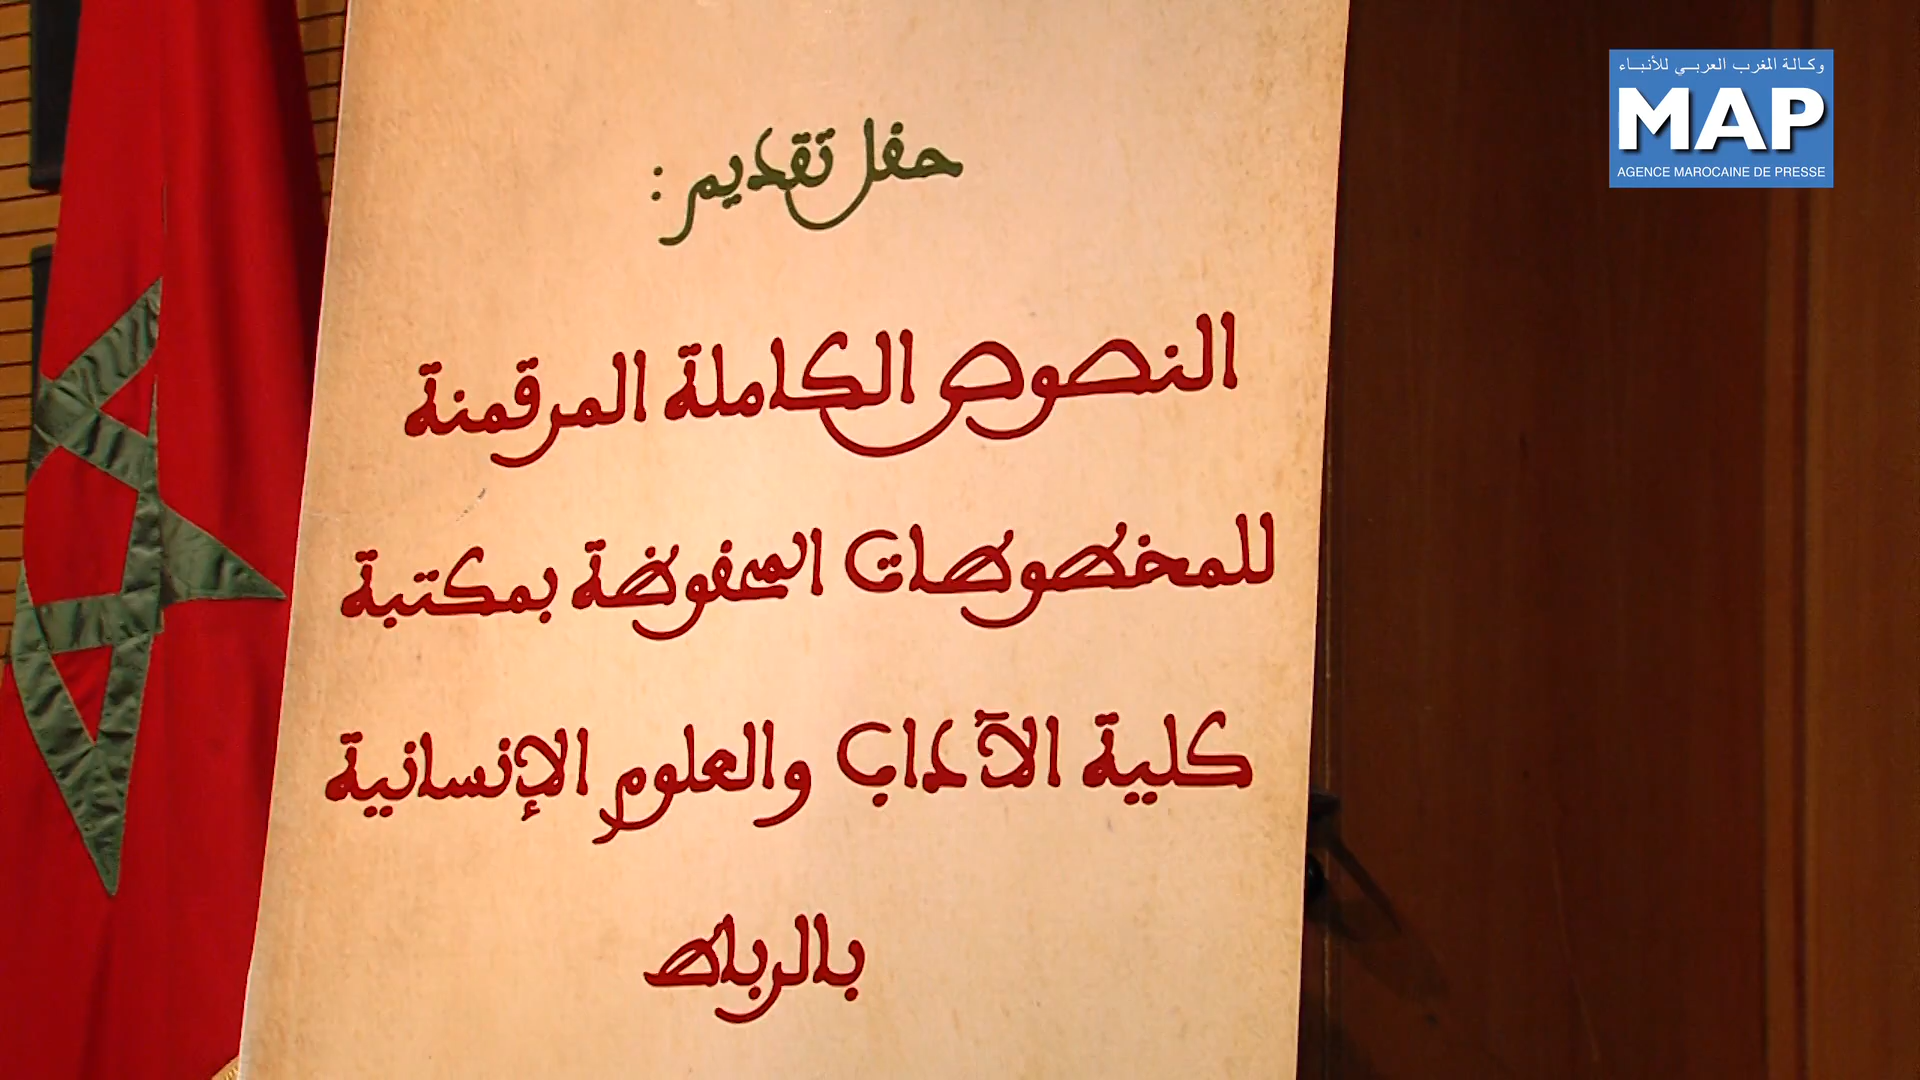 وكالة المغرب العربي للأنباء
MAP
AGENCE MAROCAINE DE PRESSE
حفل تقديم :
النصوص الكاملة المرقمنة
للمخطوطات المحفوظة بمكتبة
كلية الآداب والعلوم الإنسانية
بالرباط